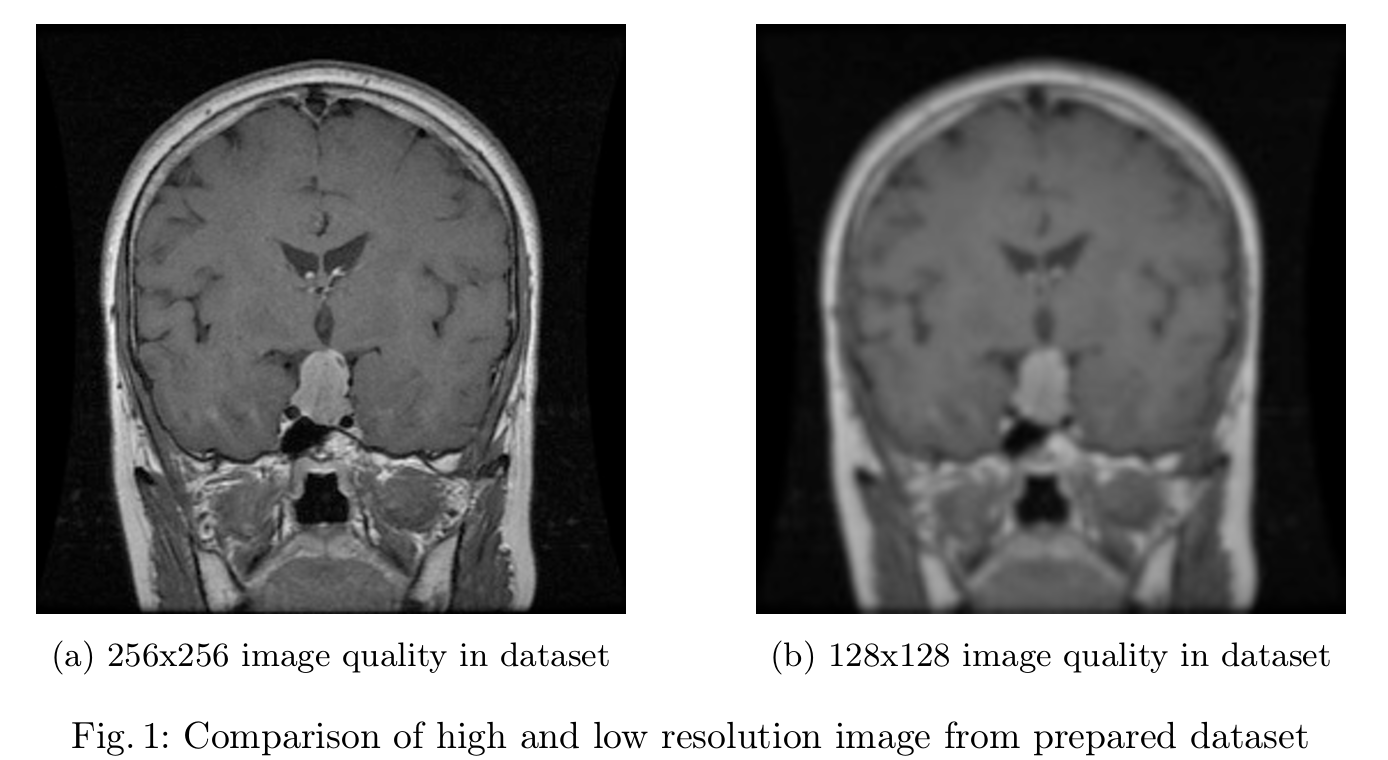 (a) 256x256 image quality in dataset
(b) 128x128 image quality in dataset
Fig. 1: Comparison of high and low resolution image from prepared dataset